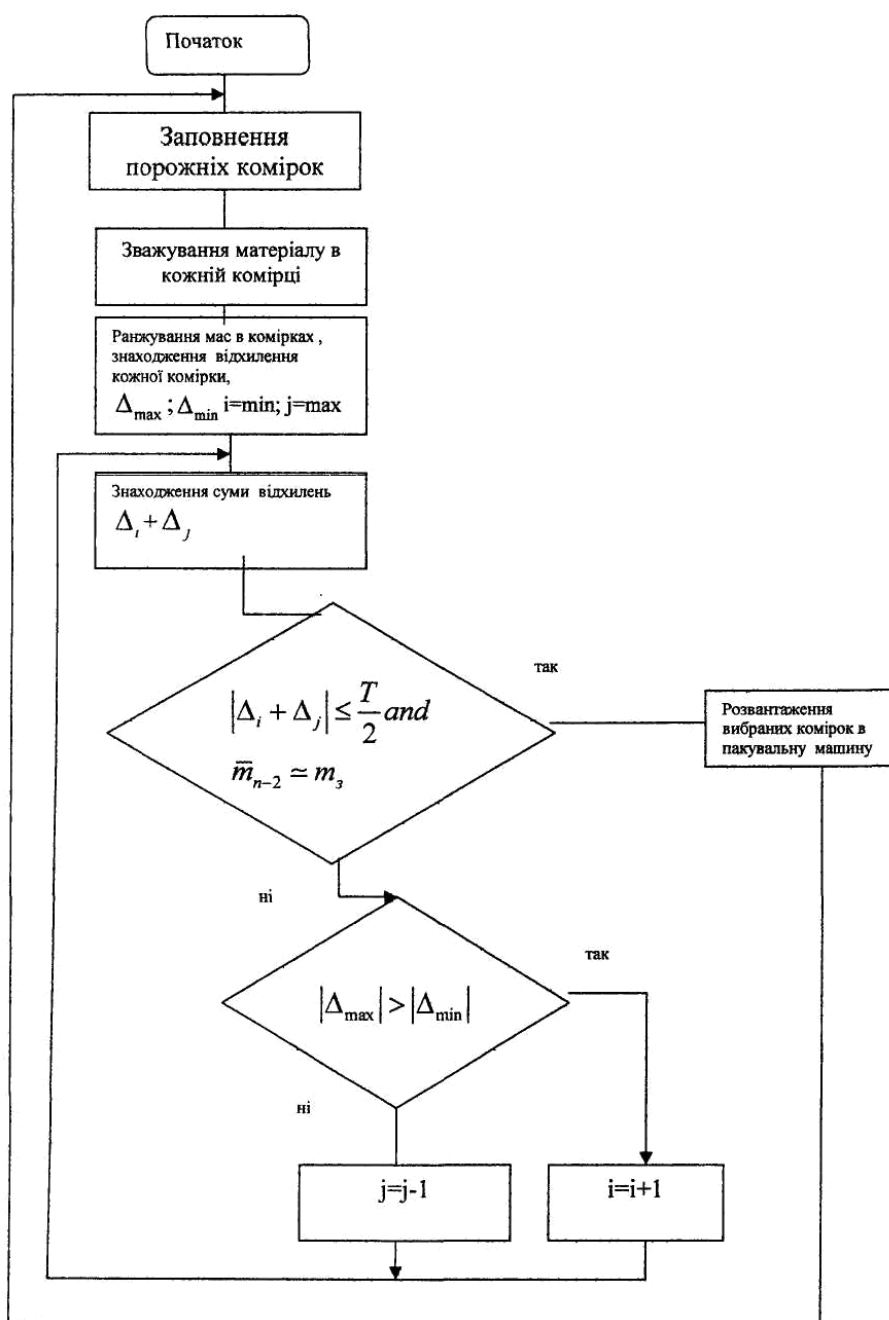 Початок
Заповнення
порожніх комірок
Зважування матеріалу в
кожній комірці
Ранжування мас в комірках ,
знаходження відхилення
кожної комірки,
Δmax ; Δmin i=min; j=max
Знаходження суми відхилень
Δi + Δj
так
|Δi + Δj| ≤ T/2 and
m̄n−2 ≃ mз
Розвантаження
вибраних комірок в
пакувальну машину
ні
так
|Δmax| > |Δmin|
ні
j=j-1
i=i+1